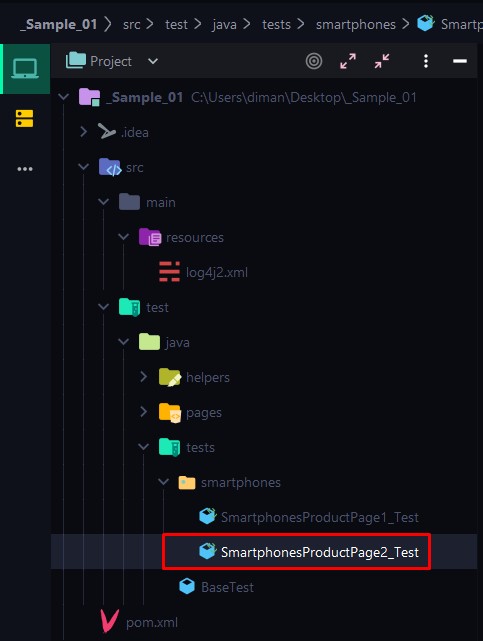 _Sample_01 > src > test > java > tests > smartphones > Smartp
Project
_Sample_01 C:\Users\diman\Desktop\_Sample_01
.idea
src
main
resources
log4j2.xml
test
java
helpers
pages
tests
smartphones
SmartphonesProductPage1_Test
SmartphonesProductPage2_Test
BaseTest
pom.xml